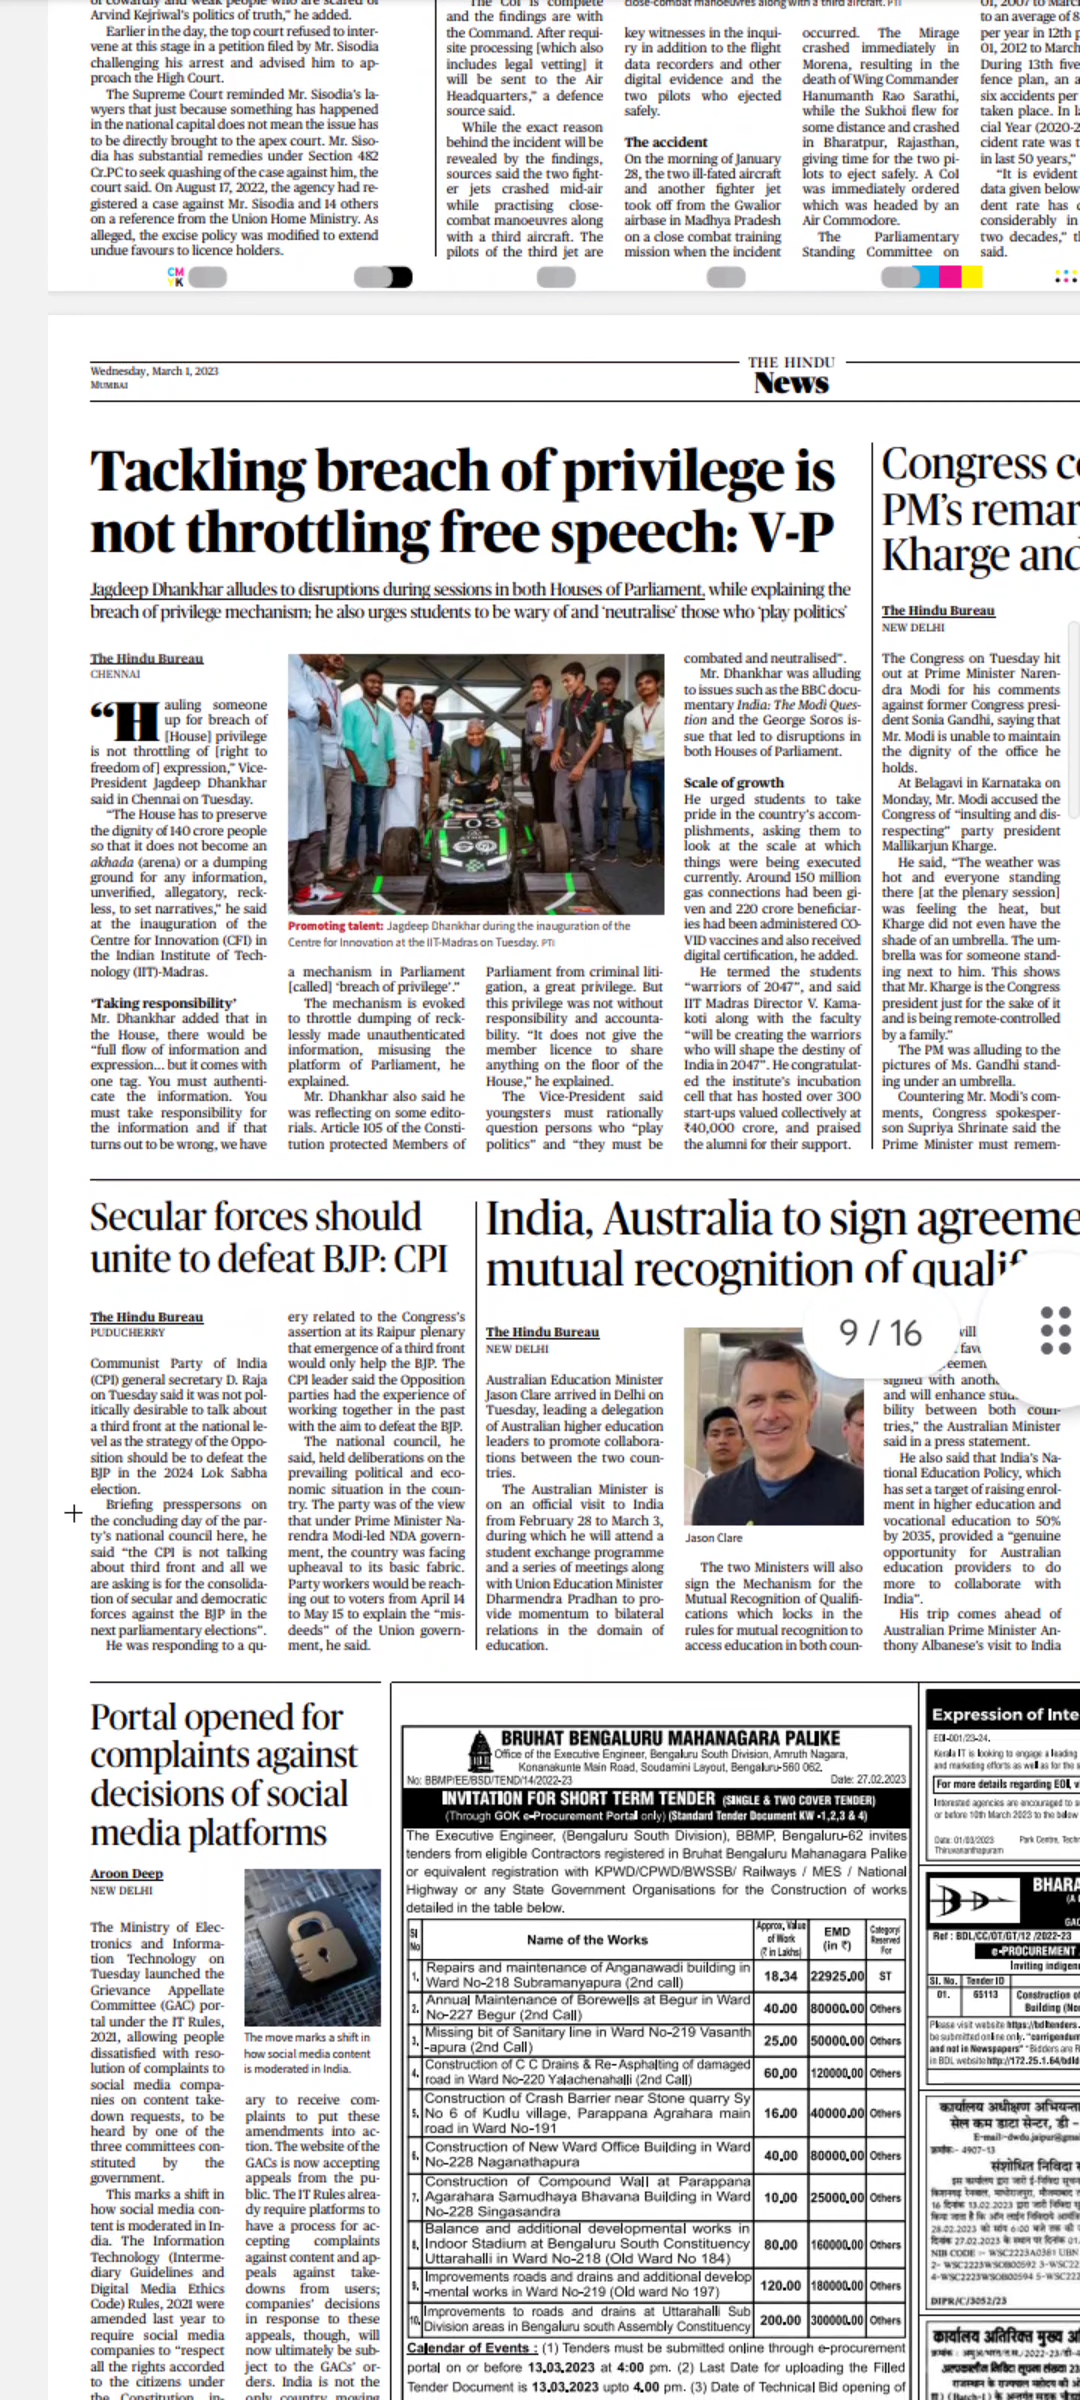 of cowardly and weak people who are scared of
Arvind Kejriwal's politics of truth," he added.
Earlier in the day, the top court refused to inter-
vene at this stage in a petition filed by Mr. Sisodia
challenging his arrest and advised him to ap-
proach the High Court.
The Supreme Court reminded Mr. Sisodia's la-
wyers that just because something has happened
in the national capital does not mean the issue has
to be directly brought to the apex court. Mr. Siso-
dia has substantial remedies under Section 482
Cr.PC to seek quashing of the case against him, the
court said. On August 17, 2022, the agency had re-
gistered a case against Mr. Sisodia and 14 others
on a reference from the Union Home Ministry. As
alleged, the excise policy was modified to extend
undue favours to licence holders.
The CoI is complete
and the findings are with
the Command. After requi-
site processing [which also
includes legal vetting] it
will be sent to the Air
Headquarters," a defence
source said.
While the exact reason
behind the incident will be
revealed by the findings,
sources said the two fight-
er jets crashed mid-air
while practising close-
combat manoeuvres along
with a third aircraft. The
pilots of the third jet are
close-combat manoeuvres along with a third aircraft. PTI
key witnesses in the inqui-
ry in addition to the flight
data recorders and other
digital evidence and the
two pilots who ejected
safely.
The accident
On the morning of January
28, the two ill-fated aircraft
and another fighter jet
took off from the Gwalior
airbase in Madhya Pradesh
on a close combat training
mission when the incident
occurred. The Mirage
crashed immediately in
Morena, resulting in the
death of Wing Commander
Hanumanth Rao Sarathi,
while the Sukhoi flew for
some distance and crashed
in Bharatpur, Rajasthan,
giving time for the two pi-
lots to eject safely. A CoI
was immediately ordered
which was headed by an
Air Commodore.
The Parliamentary
Standing Committee on
01, 2007 to March
to an average of 8
per year in 12th p
01, 2012 to March
During 13th five
fence plan, an a
six accidents per
taken place. In l
cial Year (2020-2
cident rate was t
in last 50 years,"
"It is evident
data given below
dent rate has c
considerably in
two decades," t
said.
CM
YK
Wednesday, March 1, 2023
MUMBAI
THE HINDU
News
Tackling breach of privilege is
not throttling free speech: V-P
Jagdeep Dhankhar alludes to disruptions during sessions in both Houses of Parliament, while explaining the
breach of privilege mechanism; he also urges students to be wary of and 'neutralise' those who 'play politics'
The Hindu Bureau
CHENNAI
"Hauling someone
up for breach of
[House] privilege
is not throttling of [right to
freedom of] expression," Vice-
President Jagdeep Dhankhar
said in Chennai on Tuesday.
"The House has to preserve
the dignity of 140 crore people
so that it does not become an
akhada (arena) or a dumping
ground for any information,
unverified, allegatory, reck-
less, to set narratives," he said
at the inauguration of the
Centre for Innovation (CFI) in
the Indian Institute of Tech-
nology (IIT)-Madras.
'Taking responsibility'
Mr. Dhankhar added that in
the House, there would be
"full flow of information and
expression... but it comes with
one tag. You must authenti-
cate the information. You
must take responsibility for
the information and if that
turns out to be wrong, we have
E03
Promoting talent: Jagdeep Dhankhar during the inauguration of the
Centre for Innovation at the IIT-Madras on Tuesday. PTI
a mechanism in Parliament
[called] 'breach of privilege'."
The mechanism is evoked
to throttle dumping of reck-
lessly made unauthenticated
information, misusing the
platform of Parliament, he
explained.
Mr. Dhankhar also said he
was reflecting on some edito-
rials. Article 105 of the Consti-
tution protected Members of
Parliament from criminal liti-
gation, a great privilege. But
this privilege was not without
responsibility and accounta-
bility. "It does not give the
member licence to share
anything on the floor of the
House," he explained.
The Vice-President said
youngsters must rationally
question persons who "play
politics" and "they must be
combated and neutralised".
Mr. Dhankhar was alluding
to issues such as the BBC docu-
mentary India: The Modi Ques-
tion and the George Soros is-
sue that led to disruptions in
both Houses of Parliament.
Scale of growth
He urged students to take
pride in the country's accom-
plishments, asking them to
look at the scale at which
things were being executed
currently. Around 150 million
gas connections had been gi-
ven and 220 crore beneficiar-
ies had been administered CO-
VID vaccines and also received
digital certification, he added.
He termed the students
"warriors of 2047", and said
IIT Madras Director V. Kama-
koti along with the faculty
"will be creating the warriors
who will shape the destiny of
India in 2047". He congratulat-
ed the institute's incubation
cell that has hosted over 300
start-ups valued collectively at
₹40,000 crore, and praised
the alumni for their support.
Congress c
PM's remar
Kharge and
The Hindu Bureau
NEW DELHI
The Congress on Tuesday hit
out at Prime Minister Naren-
dra Modi for his comments
against former Congress presi-
dent Sonia Gandhi, saying that
Mr. Modi is unable to maintain
the dignity of the office he
holds.
At Belagavi in Karnataka on
Monday, Mr. Modi accused the
Congress of "insulting and dis-
respecting" party president
Mallikarjun Kharge.
He said, "The weather was
hot and everyone standing
there [at the plenary session]
was feeling the heat, but
Kharge did not even have the
shade of an umbrella. The um-
brella was for someone stand-
ing next to him. This shows
that Mr. Kharge is the Congress
president just for the sake of it
and is being remote-controlled
by a family."
The PM was alluding to the
pictures of Ms. Gandhi stand-
ing under an umbrella.
Countering Mr. Modi's com-
ments, Congress spokesper-
son Supriya Shrinate said the
Prime Minister must remem-
Secular forces should
unite to defeat BJP: CPI
The Hindu Bureau
PUDUCHERRY
Communist Party of India
(CPI) general secretary D. Raja
on Tuesday said it was not pol-
itically desirable to talk about
a third front at the national le-
vel as the strategy of the Oppo-
sition should be to defeat the
BJP in the 2024 Lok Sabha
election.
Briefing presspersons on
the concluding day of the par-
ty's national council here, he
said "the CPI is not talking
about third front and all we
are asking is for the consolida-
tion of secular and democratic
forces against the BJP in the
next parliamentary elections".
He was responding to a qu-
ery related to the Congress's
assertion at its Raipur plenary
that emergence of a third front
would only help the BJP. The
CPI leader said the Opposition
parties had the experience of
working together in the past
with the aim to defeat the BJP.
The national council, he
said, held deliberations on the
prevailing political and eco-
nomic situation in the coun-
try. The party was of the view
that under Prime Minister Na-
rendra Modi-led NDA govern-
ment, the country was facing
upheaval to its basic fabric.
Party workers would be reach-
ing out to voters from April 14
to May 15 to explain the "mis-
deeds" of the Union govern-
ment, he said.
India, Australia to sign agreeme
mutual recognition of qualif
The Hindu Bureau
NEW DELHI
Australian Education Minister
Jason Clare arrived in Delhi on
Tuesday, leading a delegation
of Australian higher education
leaders to promote collabora-
tions between the two coun-
tries.
The Australian Minister is
on an official visit to India
from February 28 to March 3,
during which he will attend a
student exchange programme
and a series of meetings along
with Union Education Minister
Dharmendra Pradhan to pro-
vide momentum to bilateral
relations in the domain of
education.
9 / 16
Jason Clare
The two Ministers will also
sign the Mechanism for the
Mutual Recognition of Qualifi-
cations which locks in the
rules for mutual recognition to
access education in both coun-
will
fav
eemen
signed with anoth
and will enhance stu
bility between both coun-
tries," the Australian Minister
said in a press statement.
He also said that India's Na-
tional Education Policy, which
has set a target of raising enrol-
ment in higher education and
vocational education to 50%
by 2035, provided a "genuine
opportunity for Australian
education providers to do
more to collaborate with
India".
His trip comes ahead of
Australian Prime Minister An-
thony Albanese's visit to India
Portal opened for
complaints against
decisions of social
media platforms
Aroon Deep
NEW DELHI
The Ministry of Elec-
tronics and Informa-
tion Technology on
Tuesday launched the
Grievance Appellate
Committee (GAC) por-
tal under the IT Rules,
2021, allowing people
dissatisfied with reso-
lution of complaints to
social media compa-
nies on content take-
down requests, to be
heard by one of the
three committees con-
stituted by the
government.
This marks a shift in
how social media con-
tent is moderated in In-
dia. The Information
Technology (Interme-
diary Guidelines and
Digital Media Ethics
Code) Rules, 2021 were
amended last year to
require social media
companies to "respect
all the rights accorded
to the citizens under
the Constitution, in-
The move marks a shift in
how social media content
is moderated in India.
ary to receive com-
plaints to put these
amendments into ac-
tion. The website of the
GACs is now accepting
appeals from the pu-
blic. The IT Rules alrea-
dy require platforms to
have a process for ac-
cepting complaints
against content and ap-
peals against take-
downs from users;
companies' decisions
in response to these
appeals, though, will
now ultimately be sub-
ject to the GACs' or-
ders. India is not the
only country moving
BRUHAT BENGALURU MAHANAGARA PALIKE
Office of the Executive Engineer, Bengaluru South Division, Amruth Nagara,
Konanakunte Main Road, Soudamini Layout, Bengaluru-560 062.
No: BBMP/EE/BSD/TEND/14/2022-23 Date: 27.02.2023
INVITATION FOR SHORT TERM TENDER (SINGLE & TWO COVER TENDER)
(Through GOK e-Procurement Portal only) (Standard Tender Document KW -1,2,3 & 4)
The Executive Engineer, (Bengaluru South Division), BBMP, Bengaluru-62 invites
tenders from eligible Contractors registered in Bruhat Bengaluru Mahanagara Palike
or equivalent registration with KPWD/CPWD/BWSSB/ Railways / MES / National
Highway or any State Government Organisations for the Construction of works
detailed in the table below.
Sl No Name of the Works Approx. Value of Work (₹ in Lakhs) EMD (in ₹) Category Reserved For
1. Repairs and maintenance of Anganawadi building in
Ward No-218 Subramanyapura (2nd call) 18.34 22925.00 ST
2. Annual Maintenance of Borewells at Begur in Ward
No-227 Begur (2nd Call) 40.00 80000.00 Others
3. Missing bit of Sanitary line in Ward No-219 Vasanth
-apura (2nd Call) 25.00 50000.00 Others
4. Construction of C C Drains & Re-Asphalting of damaged
road in Ward No-220 Yalachenahalli (2nd Call) 60.00 120000.00 Others
5. Construction of Crash Barrier near Stone quarry Sy
No 6 of Kudlu village, Parappana Agrahara main
road in Ward No-191 16.00 40000.00 Others
6. Construction of New Ward Office Building in Ward
No-228 Naganathapura 40.00 80000.00 Others
7. Construction of Compound Wall at Parappana
Agarahara Samudhaya Bhavana Building in Ward
No-228 Singasandra 10.00 25000.00 Others
8. Balance and additional developmental works in
Indoor Stadium at Bengaluru South Constituency
Uttarahalli in Ward No-218 (Old Ward No 184) 80.00 160000.00 Others
9. Improvements roads and drains and additional develop
-mental works in Ward No-219 (Old ward No 197) 120.00 180000.00 Others
10. Improvements to roads and drains at Uttarahalli Sub
Division areas in Bengaluru south Assembly Constituency 200.00 300000.00 Others
Calendar of Events : (1) Tenders must be submitted online through e-procurement
portal on or before 13.03.2023 at 4:00 pm. (2) Last Date for uploading the Filled
Tender Document is 13.03.2023 upto 4.00 pm. (3) Date of Technical Bid opening of
Expression of Inte
EOI-001/23-24.
Kerala IT is looking to engage a leading
and marketing efforts as well as for the s
For more details regarding EOI, v
Interested agencies are encouraged to s
or before 10th March 2023 to the below
Date: 01/03/2023 Park Centre, Techn
Thiruvananthapuram
BHARA
(A
GAC
Ref : BDL/CC/OT/GT/12 /2022-23
e-PROCUREMENT
Inviting indigen
Sl. No. Tender ID
01. 65113 Construction of
Building (No
Please visit website https://bdltenders.
be submitted online only. "corrigendum
and not in Newspapers" "Bidders are R
in BDL website http://172.25.1.64/bdltd
कार्यालय अधीक्षण अभियन्ता
सेल कम डाटा सेन्टर, डी -
E-mail:-dwdu.jaipur@gmai
क्रमांक:- 4907-13
संशोधित निविदा
DIPR/C/3052/23
कार्यालय अतिरिक्त मुख्य अ